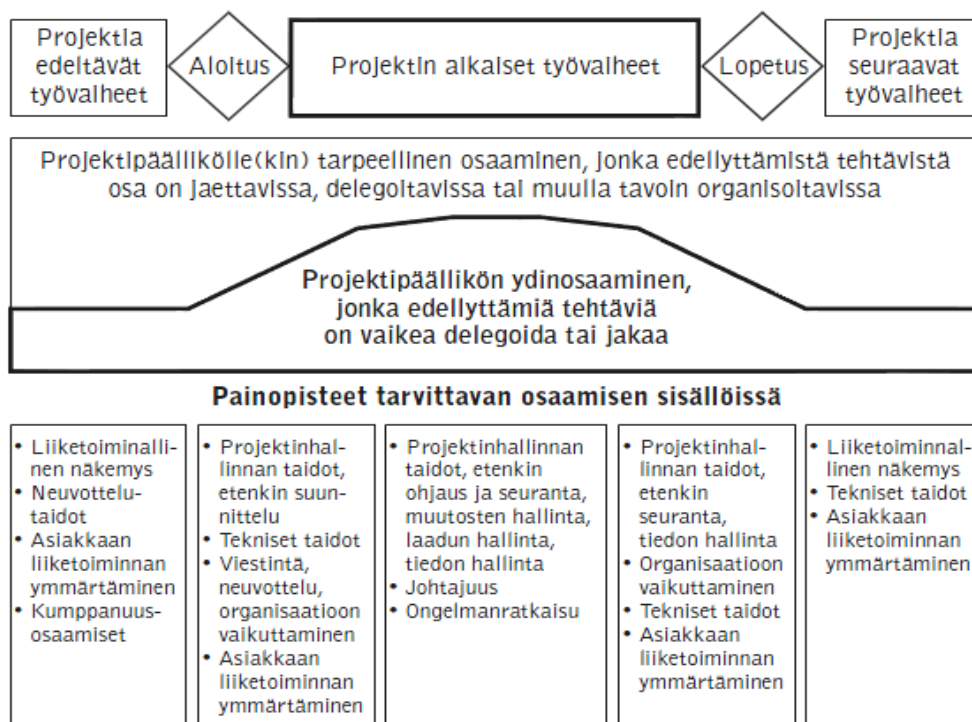 Projektia
edeltävät
työvaiheet
Aloitus
Projektin aikaiset työvaiheet
Lopetus
Projektia
seuraavat
työvaiheet
Projektipäällikölle(kin) tarpeellinen osaaminen, jonka edellyttämistä tehtävistä
osa on jaettavissa, delegoitavissa tai muulla tavoin organisoitavissa
Projektipäällikön ydinosaaminen,
jonka edellyttämiä tehtäviä
on vaikea delegoida tai jakaa
Painopisteet tarvittavan osaamisen sisällöissä
• Liiketoiminalli-
nen näkemys
• Neuvottelu-
taidot
• Asiakkaan
liiketoiminnan
ymmärtäminen
• Kumppanuus-
osaamiset
• Projektinhal-
linnan taidot,
etenkin suun-
nittelu
• Tekniset taidot
• Viestintä,
neuvottelu,
organisaatioon
vaikuttaminen
• Asiakkaan
liiketoiminnan
ymmärtäminen
• Projektinhallinnan
taidot, etenkin
ohjaus ja seuranta,
muutosten hallinta,
laadun hallinta,
tiedon hallinta
• Johtajuus
• Ongelmanratkaisu
• Projektinhal-
linnan taidot,
etenkin
seuranta,
tiedon hallinta
• Organisaatioon
vaikuttaminen
• Tekniset taidot
• Asiakkaan
liiketoiminnan
ymmärtäminen
• Liiketoiminnal-
linen näkemys
• Tekniset taidot
• Asiakkaan
liiketoiminnan
ymmärtäminen